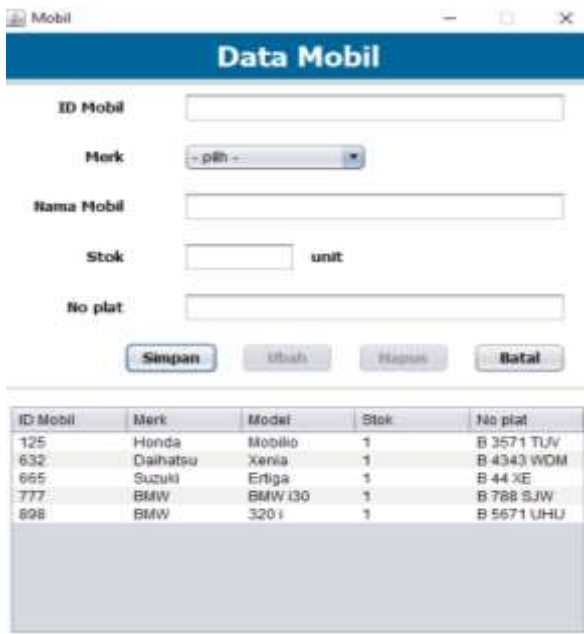 Mobil
Data Mobil
ID Mobil
Merk - pilih -
Nama Mobil
Stok unit
No plat
Simpan Ubah Hapus Batal
ID Mobil Merk Model Stok No plat
125 Honda Mobilio 1 B 3571 TUV
632 Daihatsu Xenia 1 B 4343 WDM
665 Suzuki Ertiga 1 B 44 XE
777 BMW BMW i30 1 B 788 SJW
898 BMW 320 i 1 B 5671 UHU